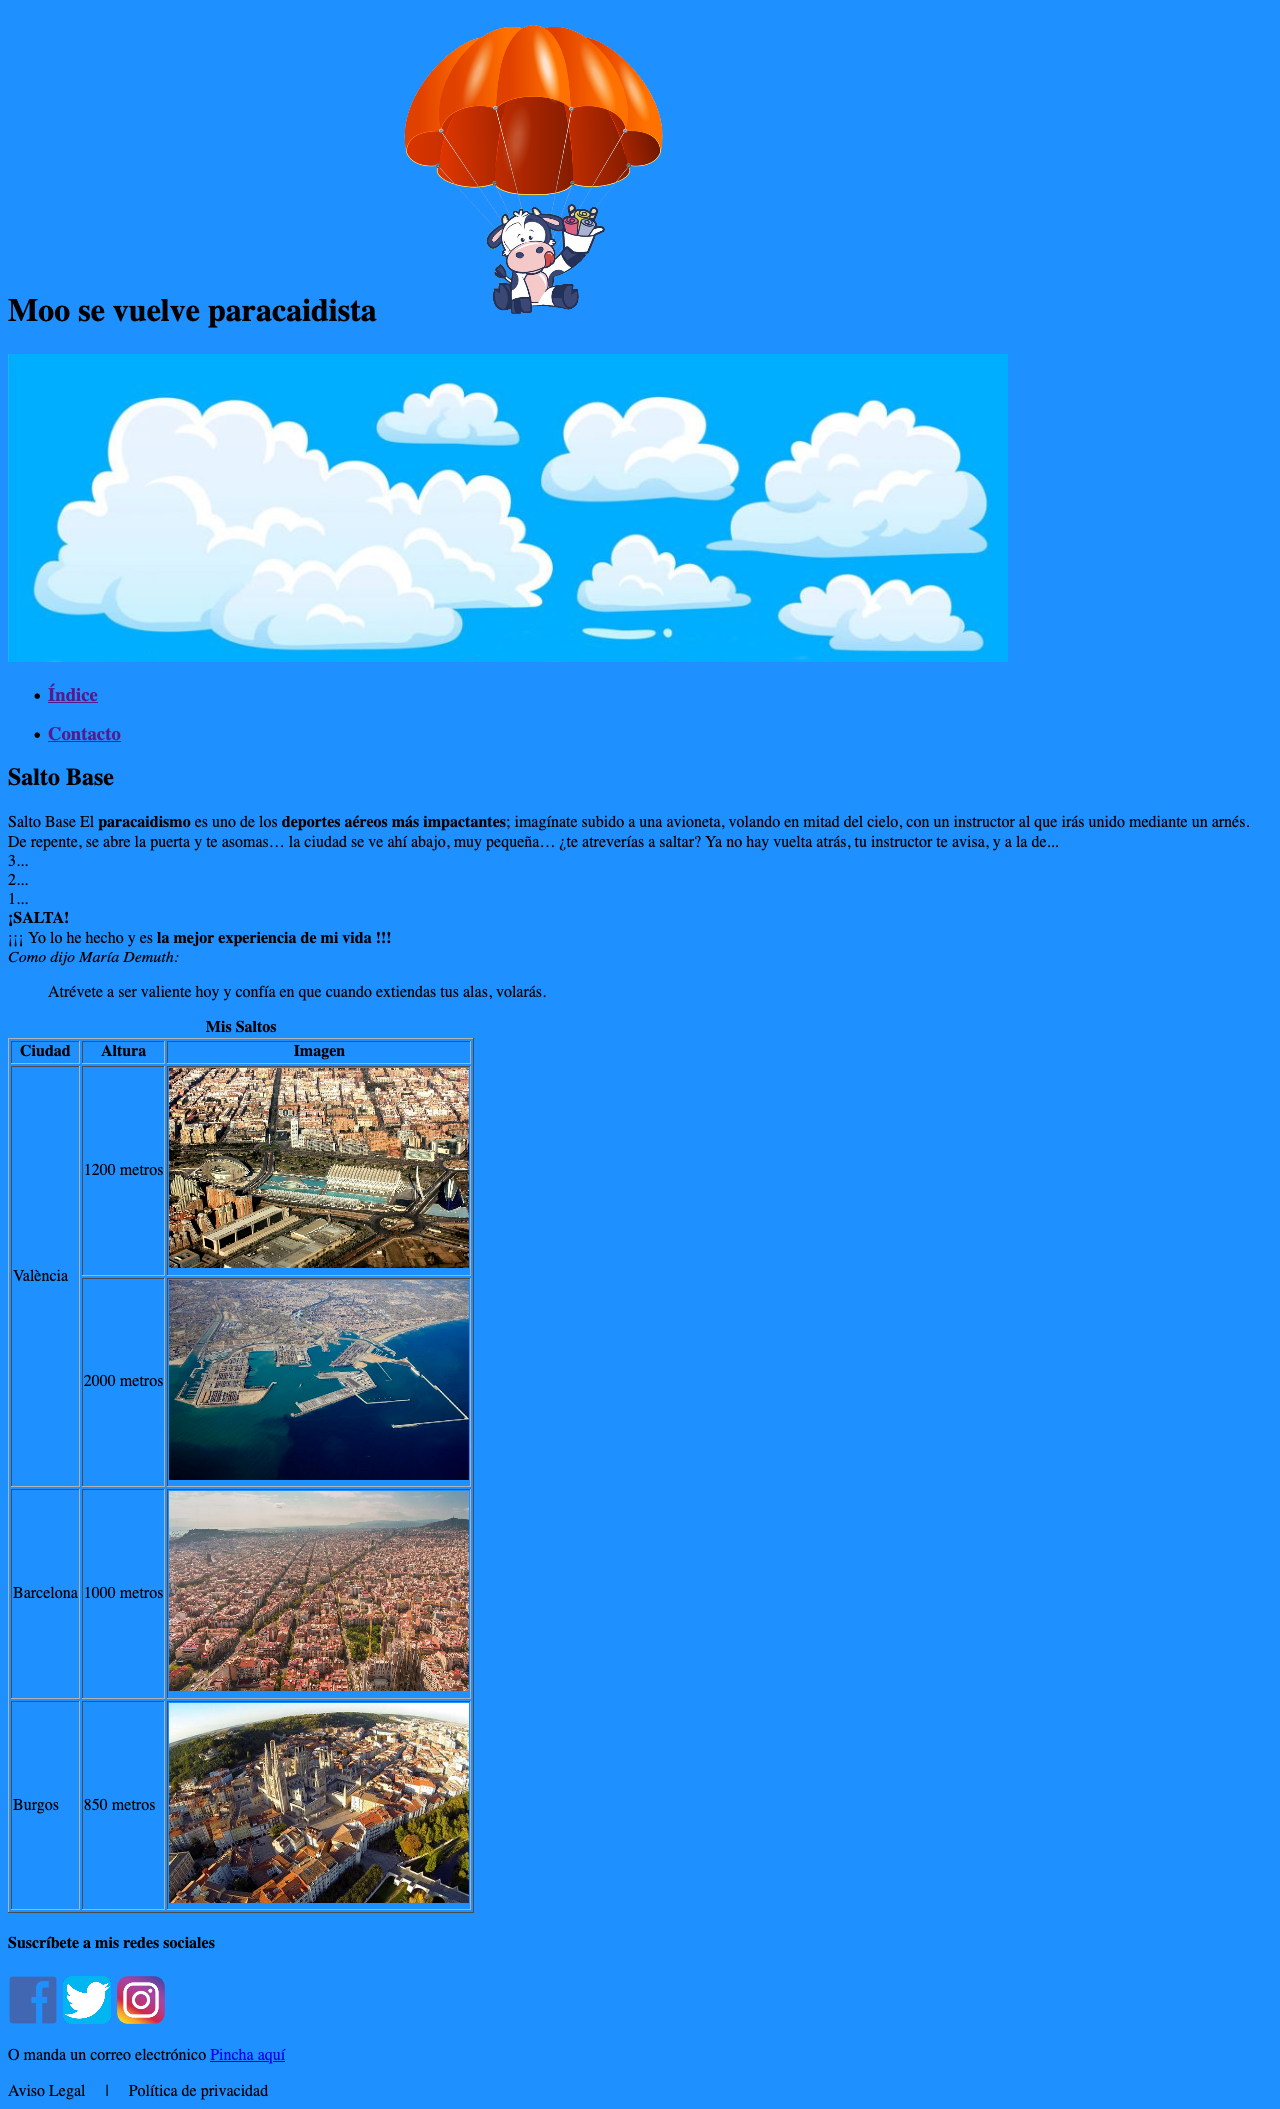 Moo se vuelve paracaidista
Índice
Contacto
Salto Base
Salto Base El paracaidismo es uno de los deportes aéreos más impactantes; imagínate subido a una avioneta, volando en mitad del cielo, con un instructor al que irás unido mediante un arnés.
De repente, se abre la puerta y te asomas… la ciudad se ve ahí abajo, muy pequeña… ¿te atreverías a saltar? Ya no hay vuelta atrás, tu instructor te avisa, y a la de...
3...
2...
1...
¡SALTA!
¡¡¡ Yo lo he hecho y es la mejor experiencia de mi vida !!!
Como dijo María Demuth:
Atrévete a ser valiente hoy y confía en que cuando extiendas tus alas, volarás.
Mis Saltos
Ciudad Altura Imagen
València 1200 metros
2000 metros
Barcelona 1000 metros
Burgos 850 metros
Suscríbete a mis redes sociales
O manda un correo electrónico Pincha aquí
Aviso Legal | Política de privacidad